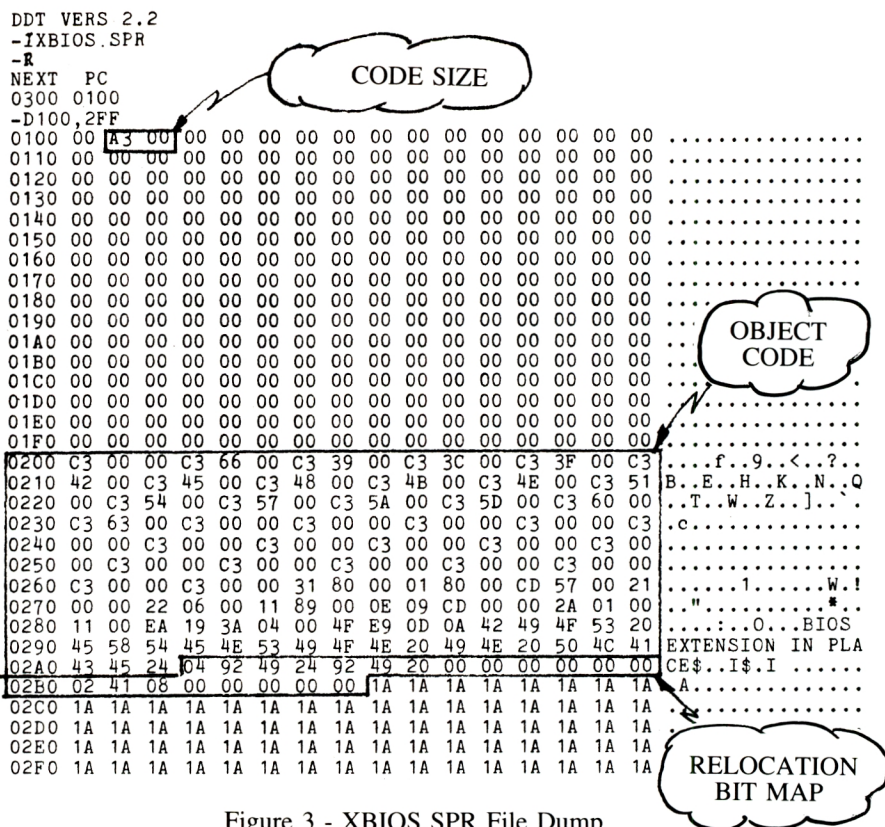 DDT VERS 2.2
-IXBIOS.SPR
-R
NEXT PC
0300 0100
-D100,2FF
CODE SIZE
0100 00 A3 00 00 00 00 00 00 00 00 00 00 00 00 00 00 ................
0110 00 00 00 00 00 00 00 00 00 00 00 00 00 00 00 00 ................
0120 00 00 00 00 00 00 00 00 00 00 00 00 00 00 00 00 ................
0130 00 00 00 00 00 00 00 00 00 00 00 00 00 00 00 00 ................
0140 00 00 00 00 00 00 00 00 00 00 00 00 00 00 00 00 ................
0150 00 00 00 00 00 00 00 00 00 00 00 00 00 00 00 00 ................
0160 00 00 00 00 00 00 00 00 00 00 00 00 00 00 00 00 ................
0170 00 00 00 00 00 00 00 00 00 00 00 00 00 00 00 00 ................
0180 00 00 00 00 00 00 00 00 00 00 00 00 00 00 00 00
0190 00 00 00 00 00 00 00 00 00 00 00 00 00 00 00 00
01A0 00 00 00 00 00 00 00 00 00 00 00 00 00 00 00 00
01B0 00 00 00 00 00 00 00 00 00 00 00 00 00 00 00 00
01C0 00 00 00 00 00 00 00 00 00 00 00 00 00 00 00 00
01D0 00 00 00 00 00 00 00 00 00 00 00 00 00 00 00 00
01E0 00 00 00 00 00 00 00 00 00 00 00 00 00 00 00 00
01F0 00 00 00 00 00 00 00 00 00 00 00 00 00 00 00 00
OBJECT
CODE
0200 C3 00 00 C3 66 00 C3 39 00 C3 3C 00 C3 3F 00 C3 ....f..9..<..?..
0210 42 00 C3 45 00 C3 48 00 C3 4B 00 C3 4E 00 C3 51 B..E..H..K..N..Q
0220 00 C3 54 00 C3 57 00 C3 5A 00 C3 5D 00 C3 60 00 ..T..W..Z..]..`.
0230 C3 63 00 C3 00 00 C3 00 00 C3 00 00 C3 00 00 C3 .c..............
0240 00 00 C3 00 00 C3 00 00 C3 00 00 C3 00 00 C3 00 ................
0250 00 C3 00 00 C3 00 00 C3 00 00 C3 00 00 C3 00 00 ................
0260 C3 00 00 C3 00 00 31 80 00 01 80 00 CD 57 00 21 ......1......W.!
0270 00 00 22 06 00 11 89 00 0E 09 CD 00 00 2A 01 00 .."..........*..
0280 11 00 EA 19 3A 04 00 4F E9 0D 0A 42 49 4F 53 20 ....:..O...BIOS
0290 45 58 54 45 4E 53 49 4F 4E 20 49 4E 20 50 4C 41 EXTENSION IN PLA
02A0 43 45 24 04 92 49 24 92 49 20 00 00 00 00 00 00 CE$..I$.I ......
02B0 02 41 08 00 00 00 00 00 1A 1A 1A 1A 1A 1A 1A 1A .A..............
02C0 1A 1A 1A 1A 1A 1A 1A 1A 1A 1A 1A 1A 1A 1A 1A 1A
02D0 1A 1A 1A 1A 1A 1A 1A 1A 1A 1A 1A 1A 1A 1A 1A 1A
02E0 1A 1A 1A 1A 1A 1A 1A 1A 1A 1A 1A 1A 1A 1A 1A 1A
02F0 1A 1A 1A 1A 1A 1A 1A 1A 1A 1A 1A 1A 1A 1A 1A 1A
RELOCATION
BIT MAP
Figure 3 - XBIOS SPR File Dump